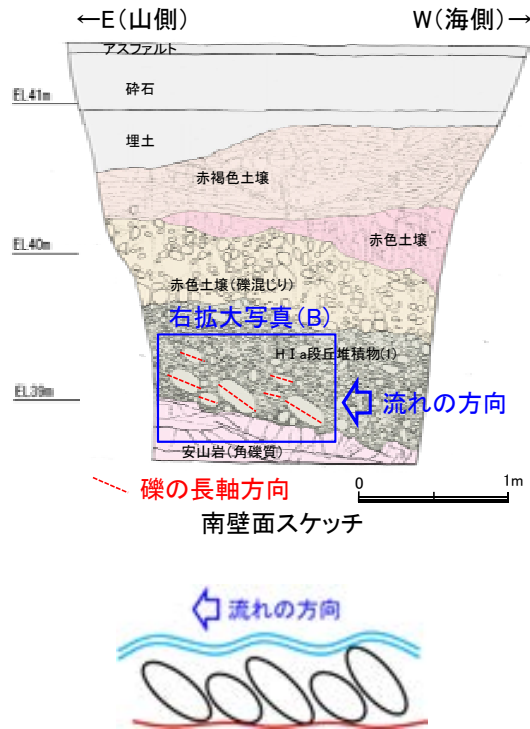 ←E(山側) W(海側)→
アスファルト
砕石
EL41m
埋土
赤褐色土壌
赤色土壌
EL40m
赤色土壌(礫混じり)
右拡大写真(B)
HⅠa段丘堆積物(1)
EL39m
流れの方向
安山岩(角礫質)
礫の長軸方向
0 1m
南壁面スケッチ
流れの方向